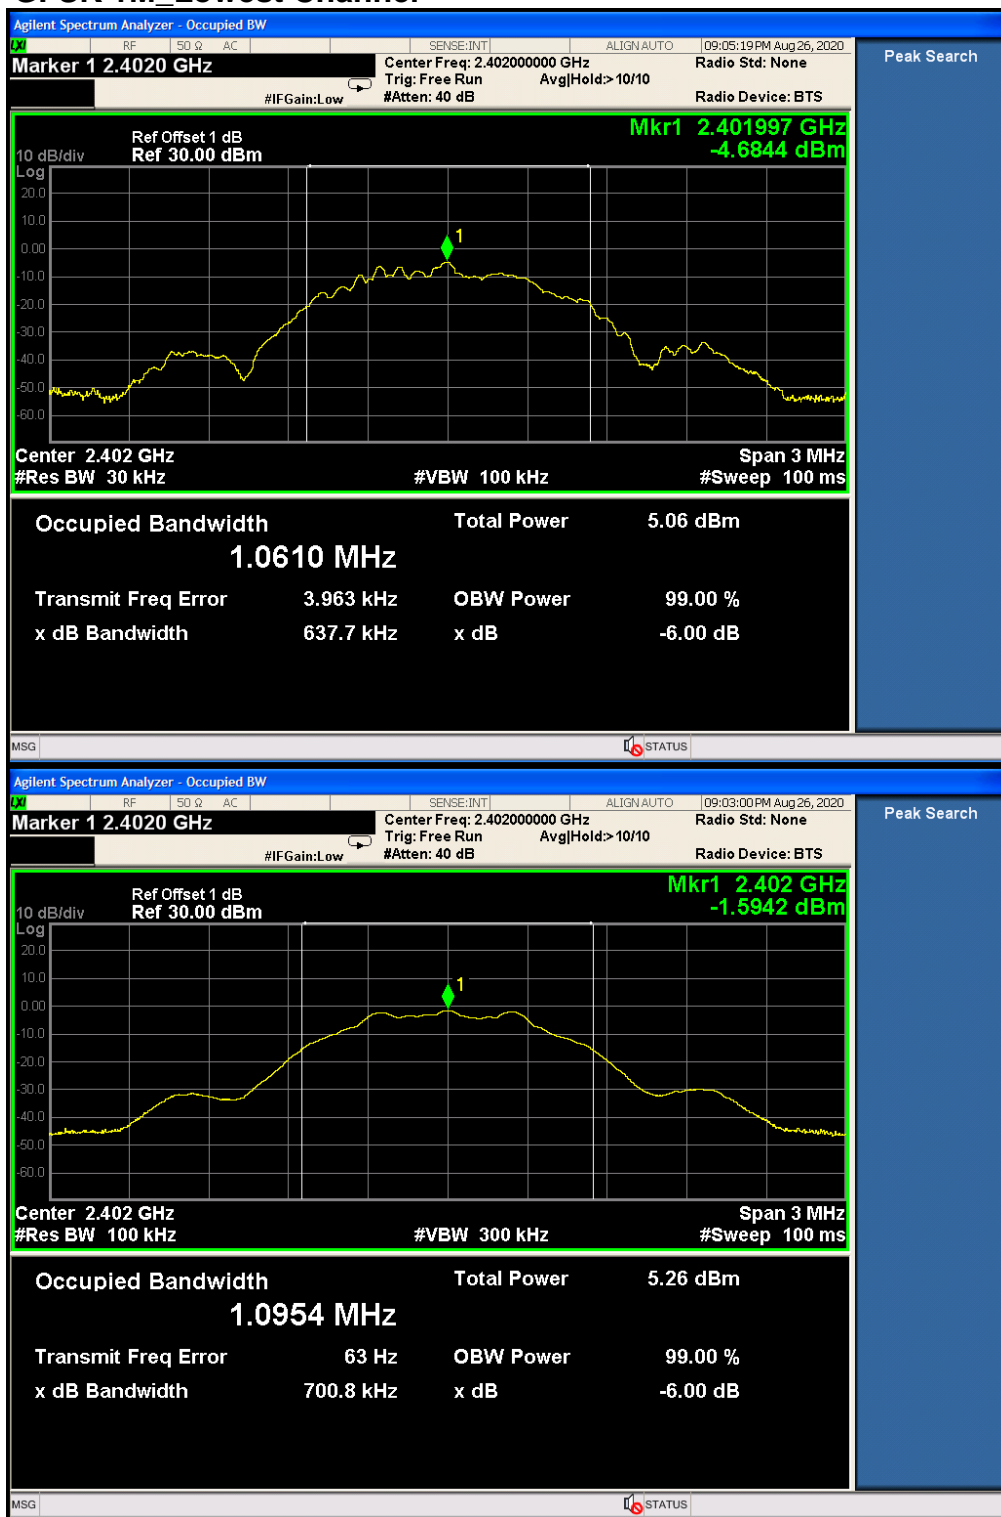 Agilent Spectrum Analyzer - Occupied BW
LXI RF 50 Ω AC SENSE:INT ALIGN AUTO 09:05:19 PM Aug 26, 2020
Marker 1 2.4020 GHz
Center Freq: 2.402000000 GHz
Radio Std: None
Trig: Free Run Avg|Hold:> 10/10
#IFGain:Low #Atten: 40 dB Radio Device: BTS
Peak Search
Mkr1 2.401997 GHz
-4.6844 dBm
Ref Offset 1 dB
10 dB/div Ref 30.00 dBm
Log
20.0
10.0
0.00
-10.0
-20.0
-30.0
-40.0
-50.0
-60.0
1
Center 2.402 GHz Span 3 MHz
#Res BW 30 kHz #VBW 100 kHz #Sweep 100 ms
Occupied Bandwidth Total Power 5.06 dBm
1.0610 MHz
Transmit Freq Error 3.963 kHz OBW Power 99.00 %
x dB Bandwidth 637.7 kHz x dB -6.00 dB
MSG STATUS
Agilent Spectrum Analyzer - Occupied BW
LXI RF 50 Ω AC SENSE:INT ALIGN AUTO 09:03:00 PM Aug 26, 2020
Marker 1 2.4020 GHz
Center Freq: 2.402000000 GHz
Radio Std: None
Trig: Free Run Avg|Hold:> 10/10
#IFGain:Low #Atten: 40 dB Radio Device: BTS
Peak Search
Mkr1 2.402 GHz
-1.5942 dBm
Ref Offset 1 dB
10 dB/div Ref 30.00 dBm
Log
20.0
10.0
0.00
-10.0
-20.0
-30.0
-40.0
-50.0
-60.0
1
Center 2.402 GHz Span 3 MHz
#Res BW 100 kHz #VBW 300 kHz #Sweep 100 ms
Occupied Bandwidth Total Power 5.26 dBm
1.0954 MHz
Transmit Freq Error 63 Hz OBW Power 99.00 %
x dB Bandwidth 700.8 kHz x dB -6.00 dB
MSG STATUS